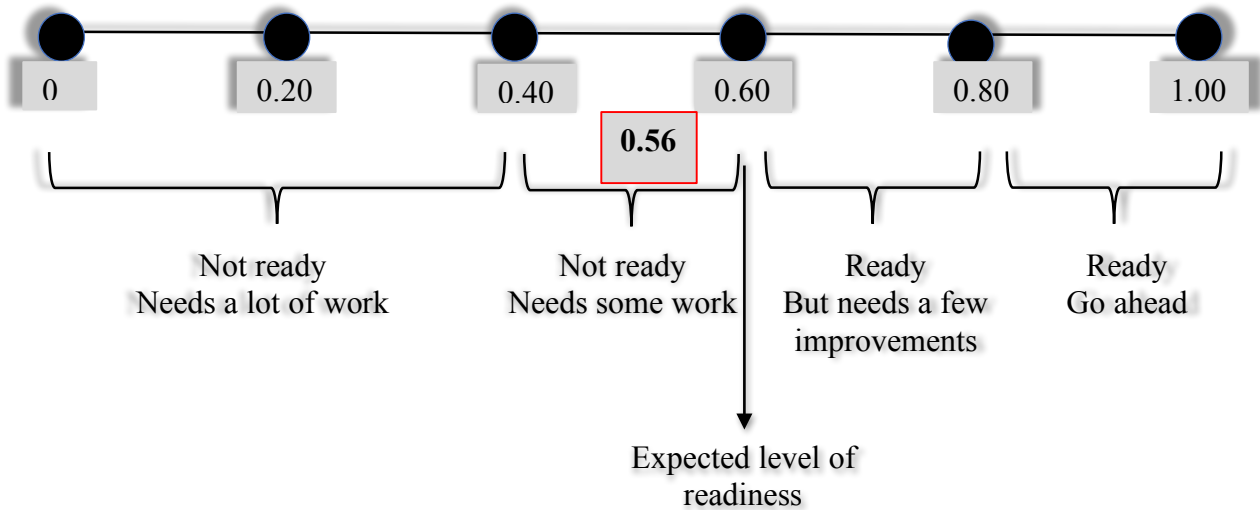 0
0.20
0.40
0.60
0.80
1.00
0.56
Not ready
Needs a lot of work
Not ready
Needs some work
Ready
But needs a few
improvements
Ready
Go ahead
Expected level of
readiness